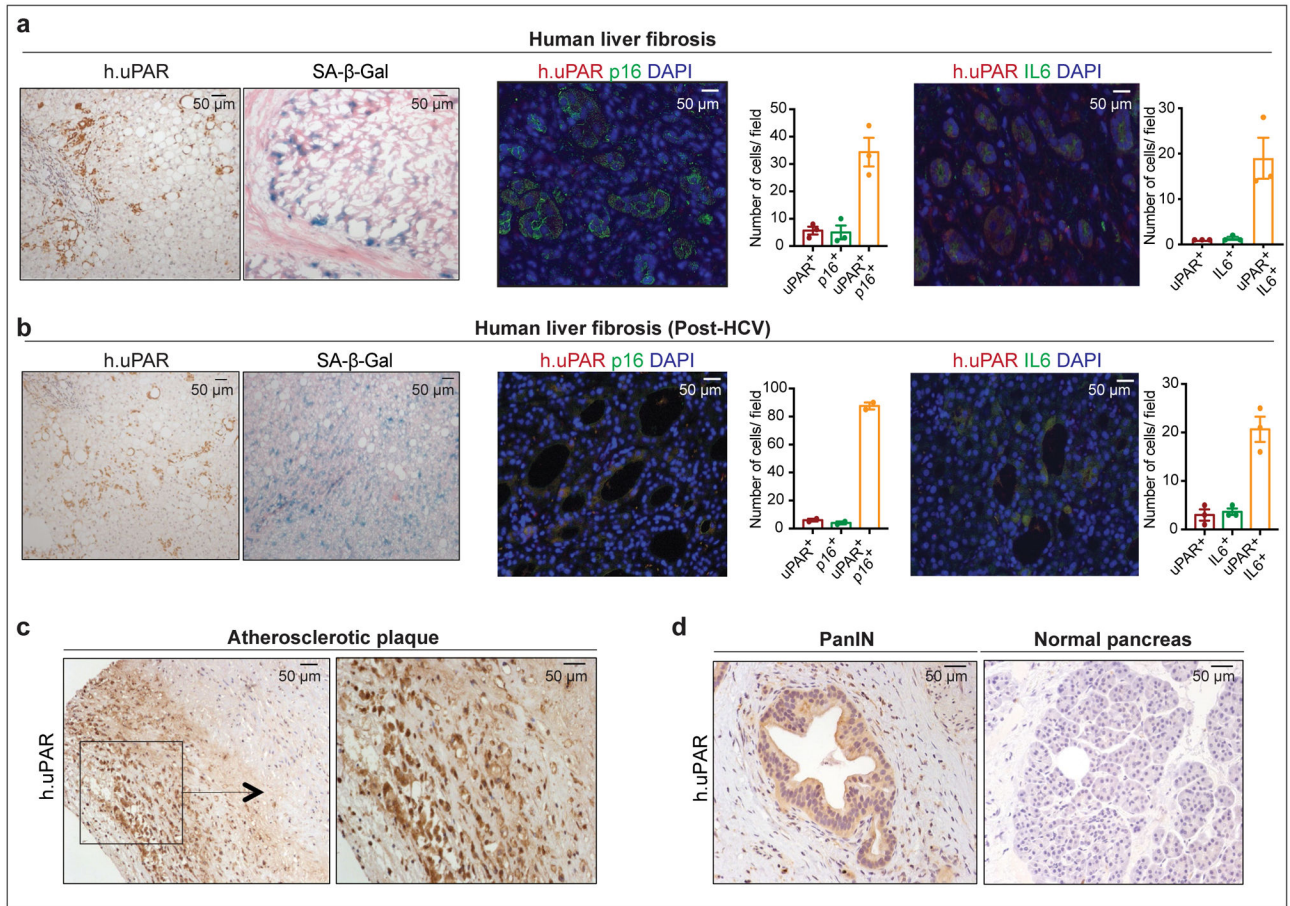 a
Human liver fibrosis
h.uPAR
SA-β-Gal
h.uPAR p16 DAPI
h.uPAR IL6 DAPI
50 µm
50 µm
50 µm
50 µm
Number of cells/ field
50
40
30
20
10
0
uPAR+
p16+
uPAR+
p16+
Number of cells/ field
30
20
10
0
uPAR+
IL6+
uPAR+
IL6+
b
Human liver fibrosis (Post-HCV)
h.uPAR
SA-β-Gal
h.uPAR p16 DAPI
h.uPAR IL6 DAPI
50 µm
50 µm
50 µm
50 µm
Number of cells/ field
100
80
60
40
20
0
uPAR+
p16+
uPAR+
p16+
Number of cells/ field
30
20
10
0
uPAR+
IL6+
uPAR+
IL6+
c
Atherosclerotic plaque
h.uPAR
50 µm
50 µm
d
PanIN
Normal pancreas
h.uPAR
50 µm
50 µm